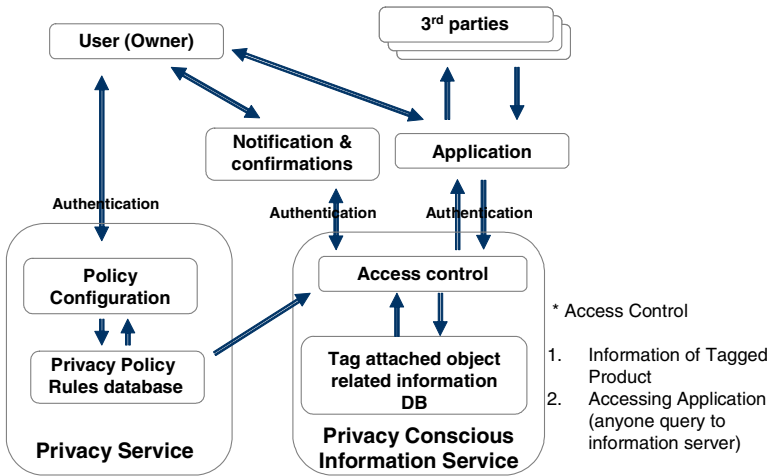 User (Owner)
3rd parties
Notification &
confirmations
Application
Authentication
Authentication
Authentication
Policy
Configuration
Access control
Privacy Policy
Rules database
Tag attached object
related information
DB
Privacy Service
Privacy Conscious
Information Service
* Access Control
1. Information of Tagged
Product
2. Accessing Application
(anyone query to
information server)